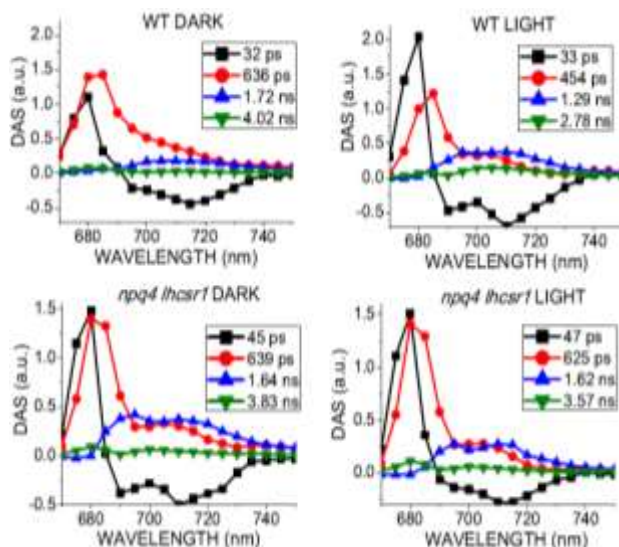 WT DARK
DAS (a.u.)
2.0
1.5
1.0
0.5
0.0
-0.5
32 ps
636 ps
1.72 ns
4.02 ns
680 700 720 740
WAVELENGTH (nm)
WT LIGHT
DAS (a.u.)
2.0
1.5
1.0
0.5
0.0
-0.5
33 ps
454 ps
1.29 ns
2.78 ns
680 700 720 740
WAVELENGTH (nm)
npq4 lhcsr1 DARK
DAS (a.u.)
1.5
1.0
0.5
0.0
-0.5
45 ps
639 ps
1.64 ns
3.83 ns
680 700 720 740
WAVELENGTH (nm)
npq4 lhcsr1 LIGHT
DAS (a.u.)
1.5
1.0
0.5
0.0
47 ps
625 ps
1.62 ns
3.57 ns
680 700 720 740
WAVELENGTH (nm)